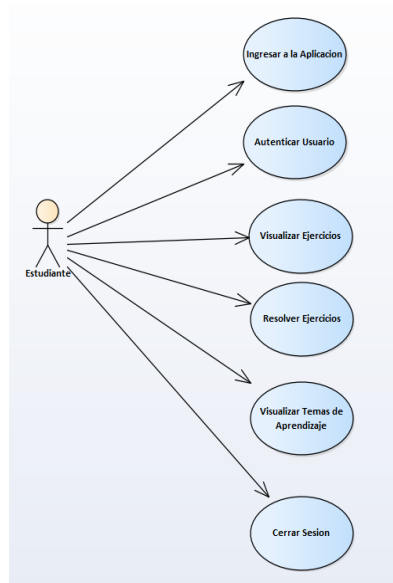 Ingresar a la Aplicacion
Autenticar Usuario
Visualizar Ejercicios
Estudiante
Resolver Ejercicios
Visualizar Temas de
Aprendizaje
Cerrar Sesion